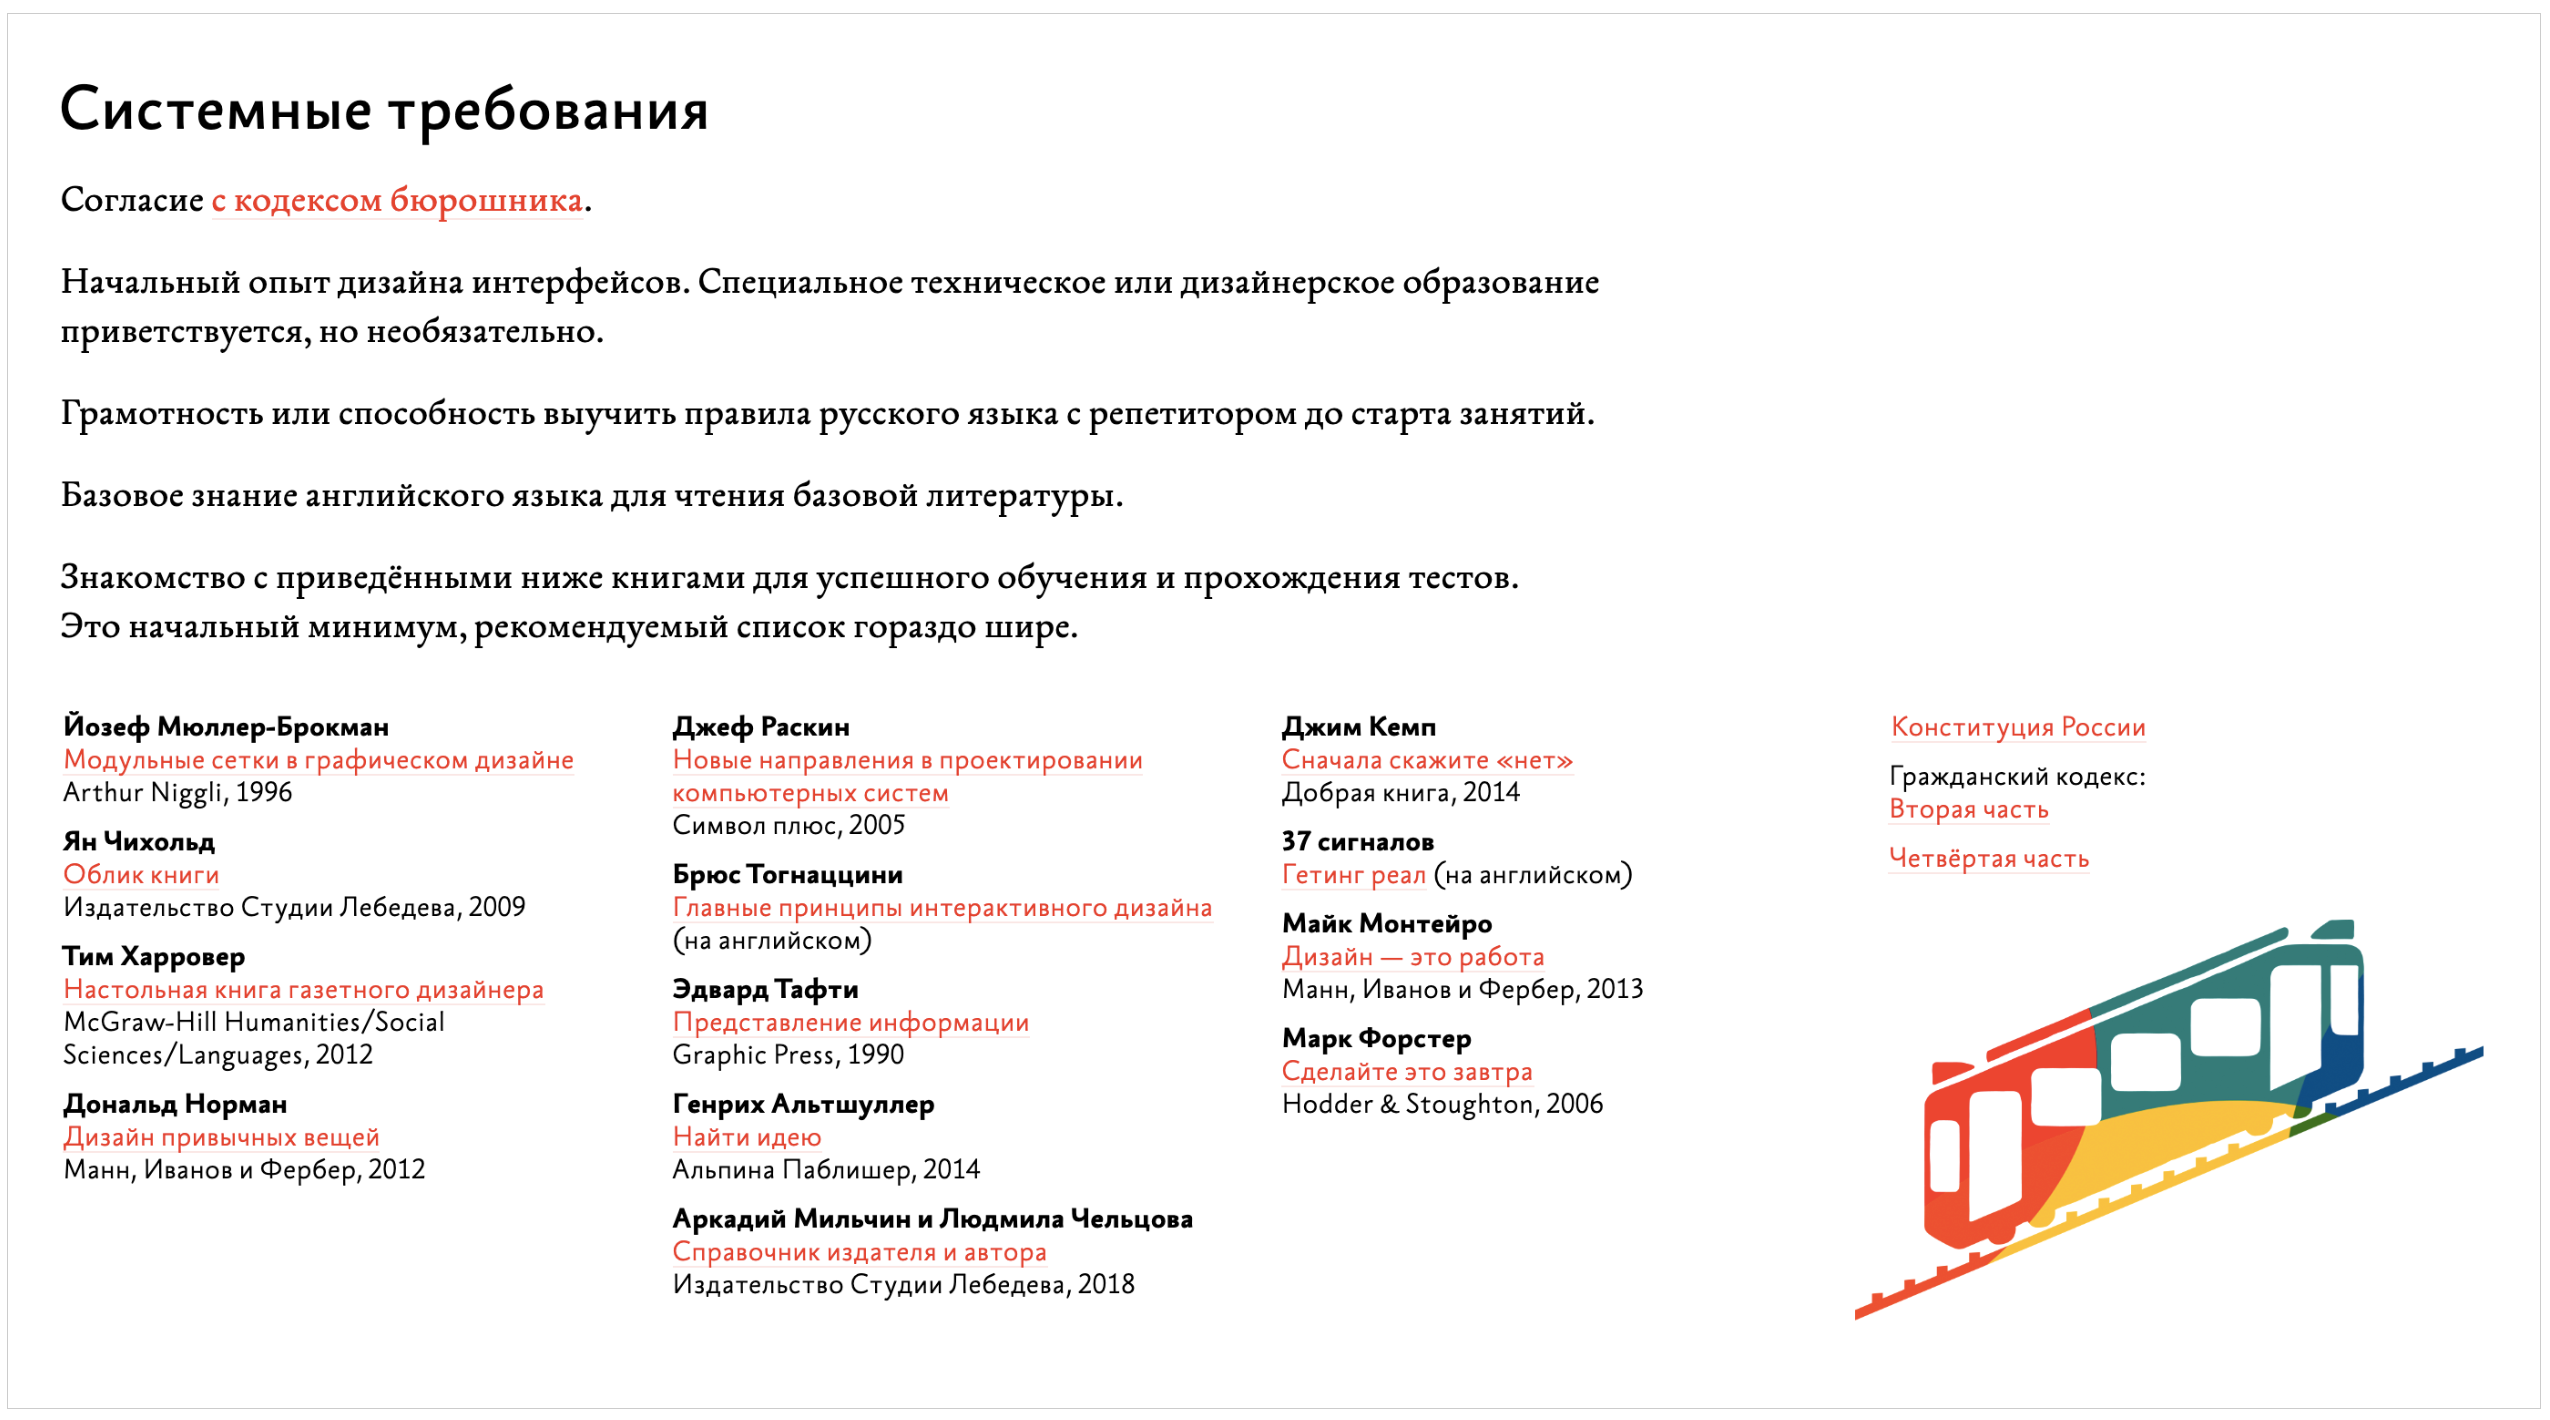 Системные требования
Согласие с кодексом бюрошника.
Начальный опыт дизайна интерфейсов. Специальное техническое или дизайнерское образование
приветствуется, но необязательно.
Грамотность или способность выучить правила русского языка с репетитором до старта занятий.
Базовое знание английского языка для чтения базовой литературы.
Знакомство с приведёнными ниже книгами для успешного обучения и прохождения тестов.
Это начальный минимум, рекомендуемый список гораздо шире.
Йозеф Мюллер-Брокман
Модульные сетки в графическом дизайне
Arthur Niggli, 1996
Ян Чихольд
Облик книги
Издательство Студии Лебедева, 2009
Тим Харровер
Настольная книга газетного дизайнера
McGraw-Hill Humanities/Social
Sciences/Languages, 2012
Дональд Норман
Дизайн привычных вещей
Манн, Иванов и Фербер, 2012
Джеф Раскин
Новые направления в проектировании
компьютерных систем
Символ плюс, 2005
Брюс Тогнаццини
Главные принципы интерактивного дизайна
(на английском)
Эдвард Тафти
Представление информации
Graphic Press, 1990
Генрих Альтшуллер
Найти идею
Альпина Паблишер, 2014
Аркадий Мильчин и Людмила Чельцова
Справочник издателя и автора
Издательство Студии Лебедева, 2018
Джим Кемп
Сначала скажите «нет»
Добрая книга, 2014
37 сигналов
Гетинг реал (на английском)
Майк Монтейро
Дизайн — это работа
Манн, Иванов и Фербер, 2013
Марк Форстер
Сделайте это завтра
Hodder & Stoughton, 2006
Конституция России
Гражданский кодекс:
Вторая часть
Четвёртая часть